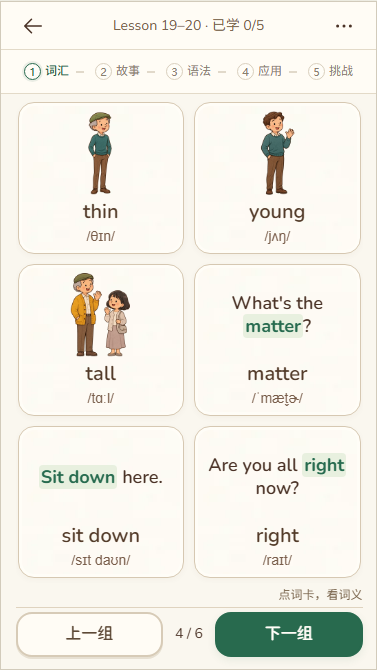 Lesson 19–20 · 已学 0/5
1 词汇 – 2 故事 – 3 语法 – 4 应用 – 5 挑战
thin
/θɪn/
young
/jʌŋ/
tall
/tɑːl/
What's the
matter?
matter
/ˈmæt̬ɚ/
Sit down here.
sit down
/sɪt daʊn/
Are you all right
now?
right
/raɪt/
点词卡，看词义
上一组
4 / 6
下一组